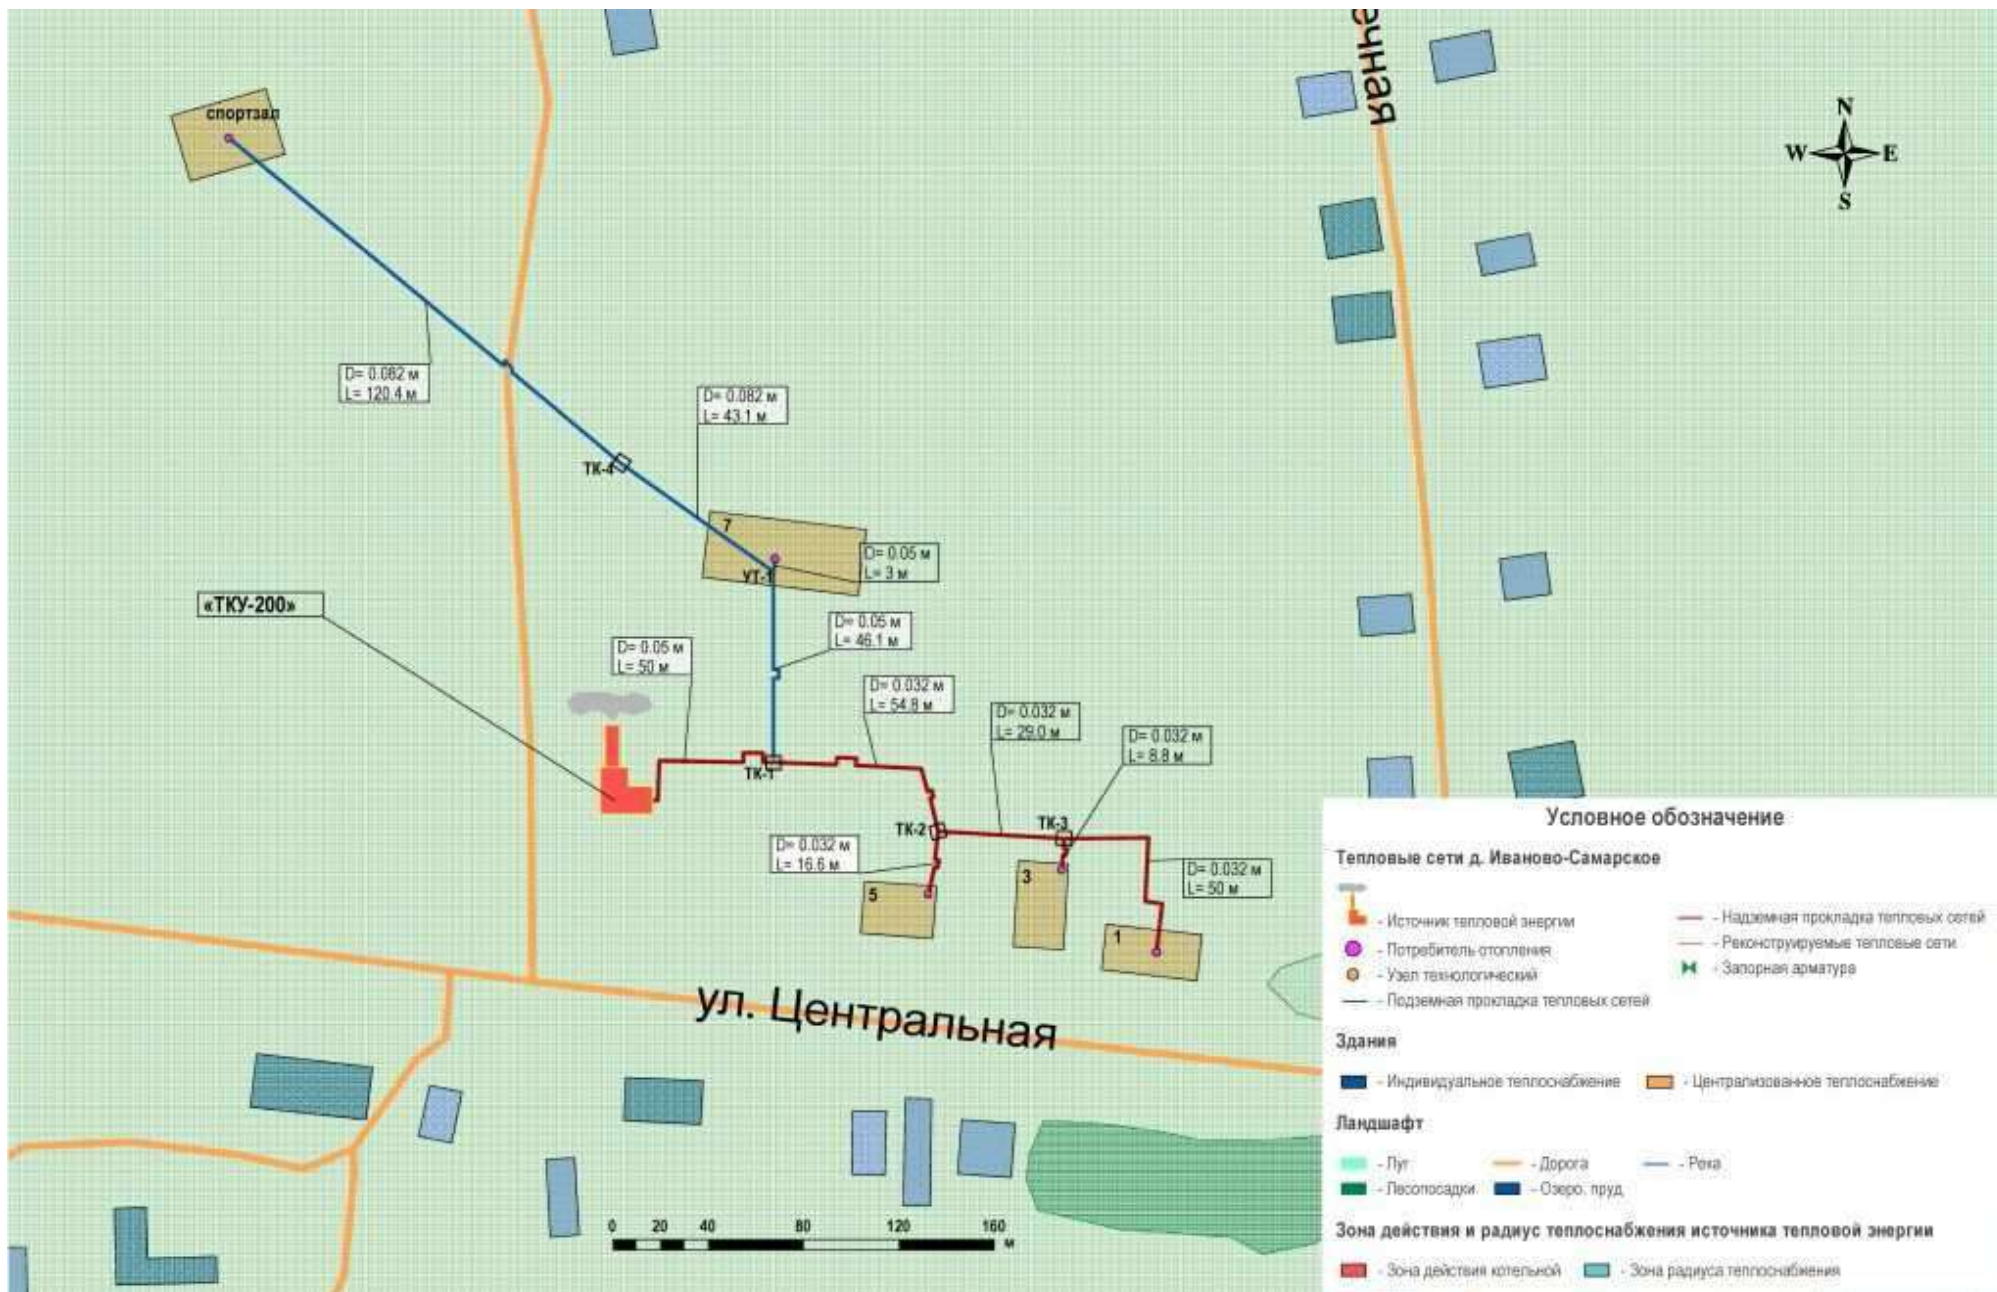 ечная
спортзал
N
W E
S
D= 0.082 м
L= 120.4 м
D= 0.082 м
L= 43.1 м
ТК-4
7
D= 0.05 м
L= 3 м
УТ-1
«ТКУ-200»
D= 0.05 м
L= 46.1 м
D= 0.05 м
L= 50 м
D= 0.032 м
L= 54.8 м
D= 0.032 м
L= 29.0 м
D= 0.032 м
L= 8.8 м
ТК-1
ТК-2
ТК-3
D= 0.032 м
L= 16.6 м
D= 0.032 м
L= 50 м
5
3
1
ул. Центральная
0 20 40 80 120 160
м
Условное обозначение
Тепловые сети д. Иваново-Самарское
- Источник тепловой энергии
- Потребитель отопления
- Узел технологический
- Подземная прокладка тепловых сетей
- Надземная прокладка тепловых сетей
- Реконструируемые тепловые сети
- Запорная арматура
Здания
- Индивидуальное теплоснабжение
- Централизованное теплоснабжение
Ландшафт
- Луг
- Дорога
- Река
- Лесопосадки
- Озеро, пруд
Зона действия и радиус теплоснабжения источника тепловой энергии
- Зона действия котельной
- Зона радиуса теплоснабжения